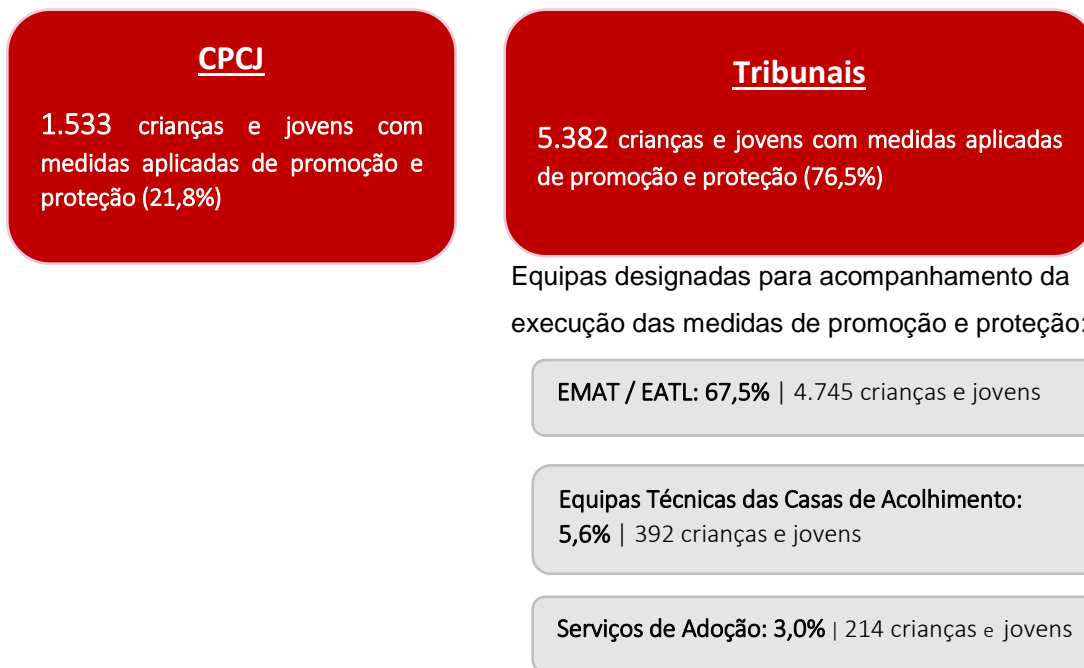 CPCJ
1.533 crianças e jovens com
medidas aplicadas de promoção e
proteção (21,8%)
Tribunais
5.382 crianças e jovens com medidas aplicadas
de promoção e proteção (76,5%)
Equipas designadas para acompanhamento da
execução das medidas de promoção e proteção:
EMAT / EATL: 67,5% | 4.745 crianças e jovens
Equipas Técnicas das Casas de Acolhimento:
5,6% | 392 crianças e jovens
Serviços de Adoção: 3,0% | 214 crianças e jovens